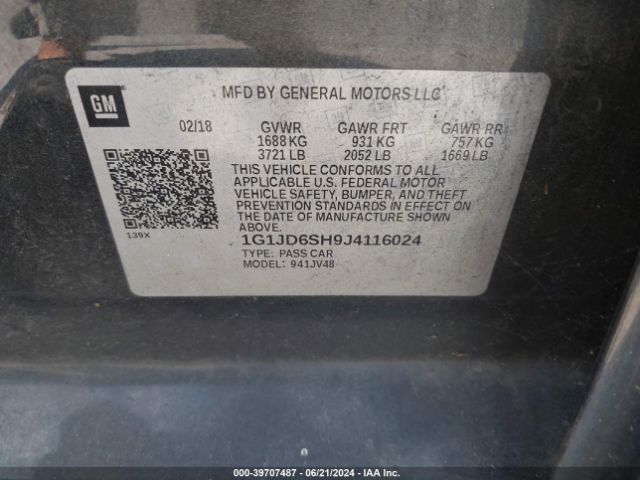 GM
MFD BY GENERAL MOTORS LLC
02/18 GVWR GAWR FRT GAWR RR
1688 KG 931 KG 757 KG
3721 LB 2052 LB 1669 LB
THIS VEHICLE CONFORMS TO ALL
APPLICABLE U.S. FEDERAL MOTOR
VEHICLE SAFETY, BUMPER, AND THEFT
PREVENTION STANDARDS IN EFFECT ON
THE DATE OF MANUFACTURE SHOWN
ABOVE.
139X
1G1JD6SH9J4116024
TYPE: PASS CAR
MODEL: 941JV48
000-39707487 - 06/21/2024 - IAA Inc.